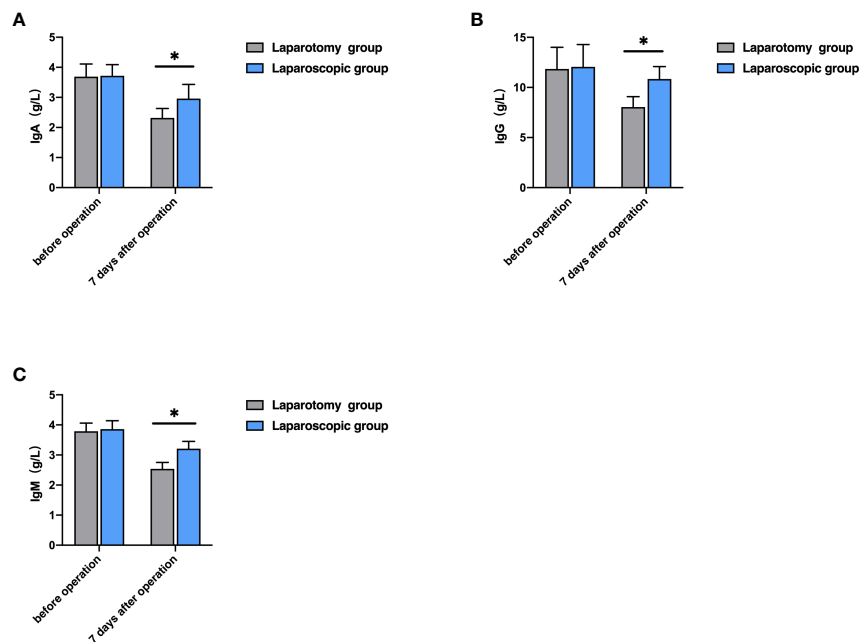 A
IgA (g/L)
5
4
3
2
1
0
*
before operation
7 days after operation
Laparotomy group
Laparoscopic group
B
IgG (g/L)
15
10
5
0
*
before operation
7 days after operation
Laparotomy group
Laparoscopic group
C
IgM (g/L)
5
4
3
2
1
0
*
before operation
7 days after operation
Laparotomy group
Laparoscopic group